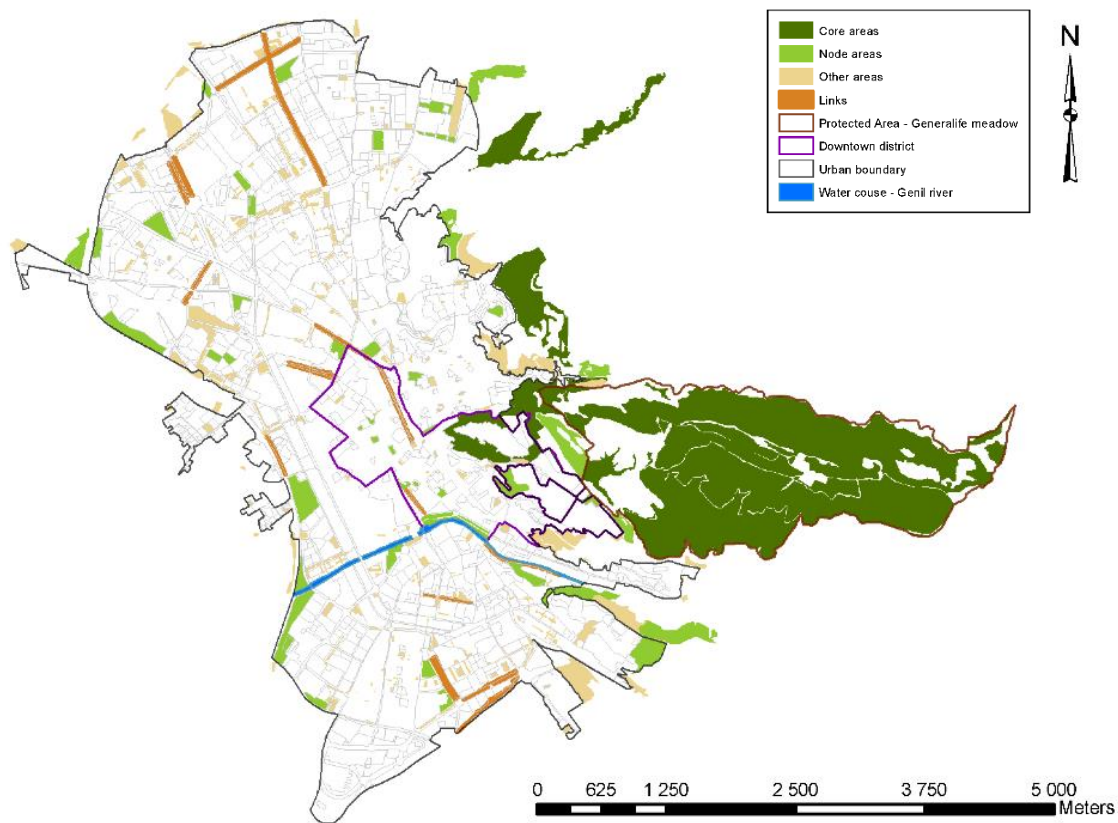 Core areas
Node areas
Other areas
Links
Protected Area - Generalife meadow
Downtown district
Urban boundary
Water couse - Genil river
N
0 625 1 250 2 500 3 750 5 000
Meters